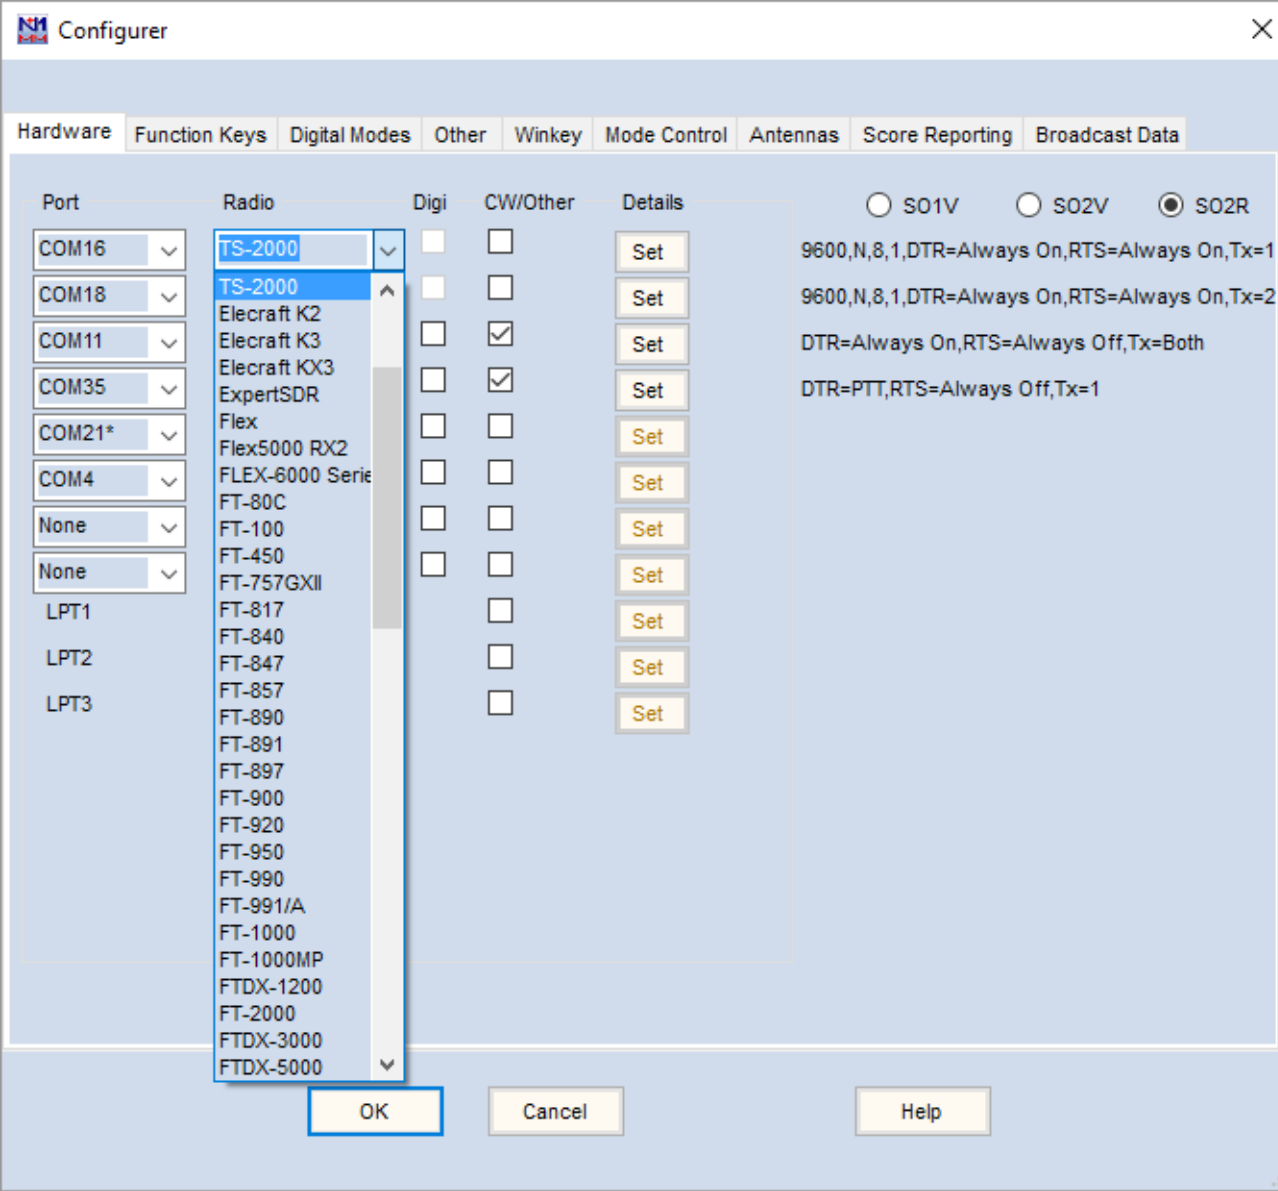 Configurer
Hardware Function Keys Digital Modes Other Winkey Mode Control Antennas Score Reporting Broadcast Data
Port Radio Digi CW/Other Details SO1V SO2V SO2R
COM16 TS-2000 Set 9600,N,8,1,DTR=Always On,RTS=Always On,Tx=1
COM18 Set 9600,N,8,1,DTR=Always On,RTS=Always On,Tx=2
COM11 Set DTR=Always On,RTS=Always Off,Tx=Both
COM35 Set DTR=PTT,RTS=Always Off,Tx=1
COM21* Set
COM4 Set
None Set
None Set
LPT1 Set
LPT2 Set
LPT3 Set
TS-2000
Elecraft K2
Elecraft K3
Elecraft KX3
ExpertSDR
Flex
Flex5000 RX2
FLEX-6000 Serie
FT-80C
FT-100
FT-450
FT-757GXII
FT-817
FT-840
FT-847
FT-857
FT-890
FT-891
FT-897
FT-900
FT-920
FT-950
FT-990
FT-991/A
FT-1000
FT-1000MP
FTDX-1200
FT-2000
FTDX-3000
FTDX-5000
OK Cancel Help